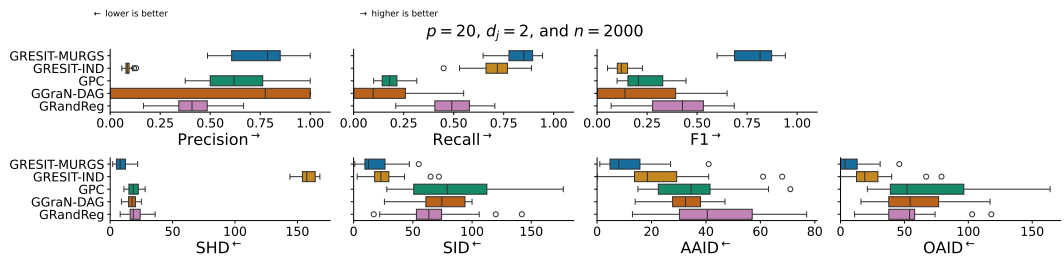 ← lower is better → higher is better
p = 20, d_j = 2, and n = 2000
GRESIT-MURGS
GRESIT-IND
GPC
GGraN-DAG
GRandReg
0.00 0.25 0.50 0.75 1.00 0.00 0.25 0.50 0.75 1.00 0.00 0.25 0.50 0.75 1.00
Precision→ Recall→ F1→
GRESIT-MURGS
GRESIT-IND
GPC
GGraN-DAG
GRandReg
0 50 100 150 0 50 100 150 0 20 40 60 80 0 50 100 150
SHD← SID← AAID← OAID←